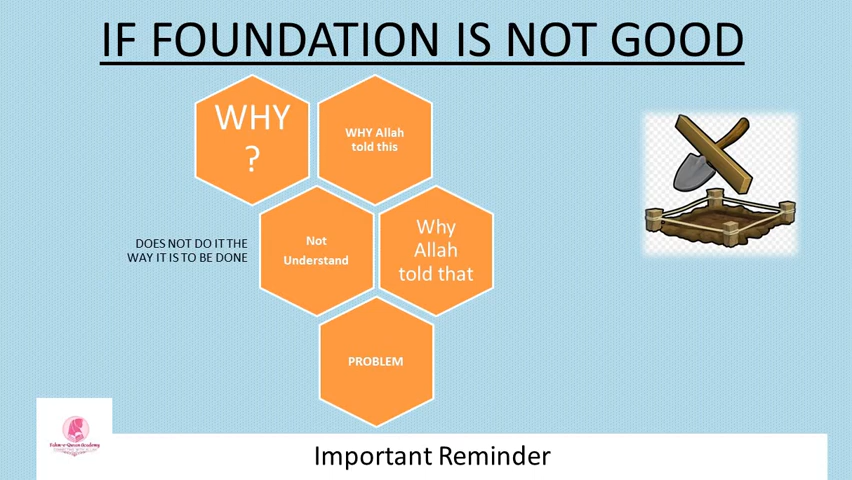 IF FOUNDATION IS NOT GOOD
WHY
?
WHY Allah
told this
DOES NOT DO IT THE
WAY IT IS TO BE DONE
Not
Understand
Why
Allah
told that
PROBLEM
Important Reminder